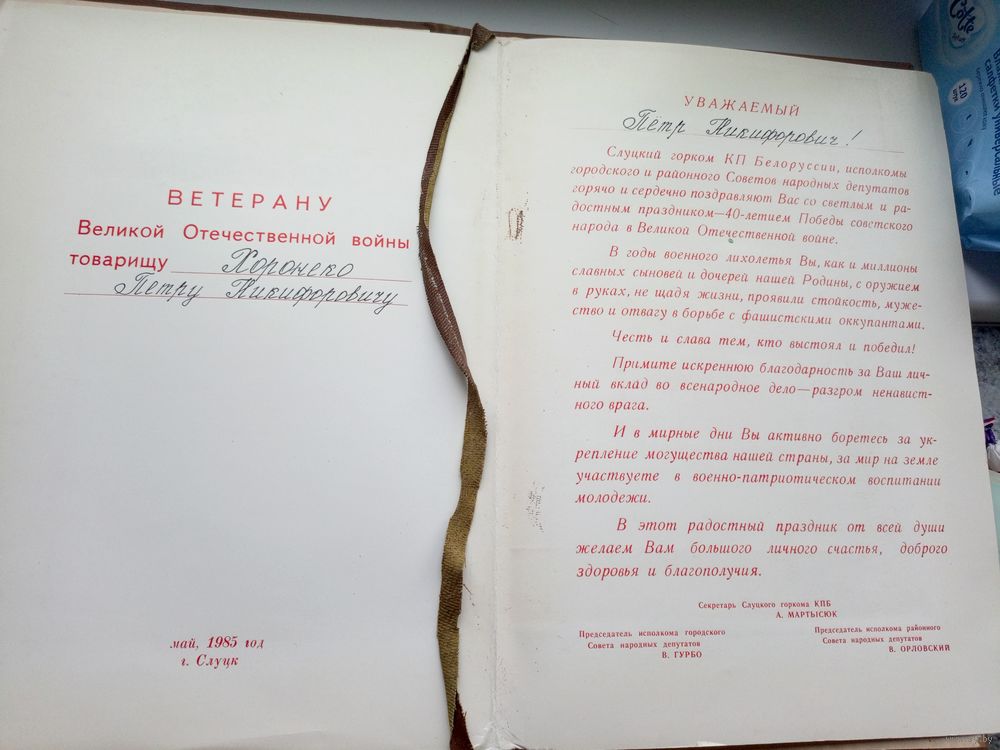 ВЕТЕРАНУ
Великой Отечественной войны
товарищу Хоронеко
Петру Никифоровичу
май, 1985 год
г. Слуцк
УВАЖАЕМЫЙ
Пётр Никифорович!
Слуцкий горком КП Белоруссии, исполкомы
городского и районного Советов народных депутатов
горячо и сердечно поздравляют Вас со светлым и ра-
достным праздником—40-летием Победы советского
народа в Великой Отечественной войне.
В годы военного лихолетья Вы, как и миллионы
славных сыновей и дочерей нашей Родины, с оружием
в руках, не щадя жизни, проявили стойкость, муже-
ство и отвагу в борьбе с фашистскими оккупантами.
Честь и слава тем, кто выстоял и победил!
Примите искреннюю благодарность за Ваш лич-
ный вклад во всенародное дело—разгром ненавист-
ного врага.
И в мирные дни Вы активно боретесь за ук-
репление могущества нашей страны, за мир на земле
участвуете в военно-патриотическом воспитании
молодежи.
В этот радостный праздник от всей души
желаем Вам большого личного счастья, доброго
здоровья и благополучия.
Секретарь Слуцкого горкома КПБ
А. МАРТЫСЮК
Председатель исполкома городского
Совета народных депутатов
В. ГУРБО
Председатель исполкома районного
Совета народных депутатов
В. ОРЛОВСКИЙ
120